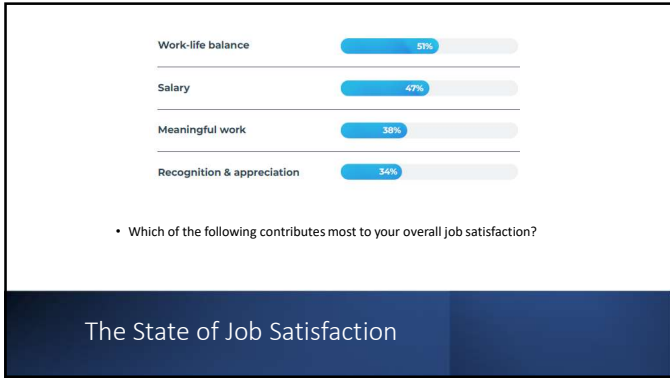 Work-life balance 51%
Salary 47%
Meaningful work 38%
Recognition & appreciation 34%
• Which of the following contributes most to your overall job satisfaction?
The State of Job Satisfaction